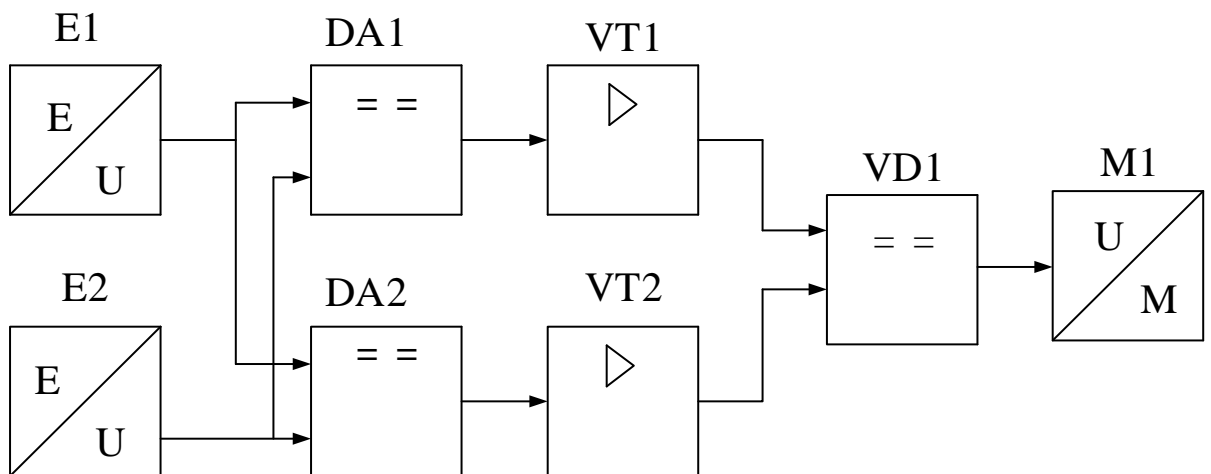 E1
DA1
VT1
E
U
= =
VD1
M1
= =
U
M
E2
DA2
VT2
E
U
= =